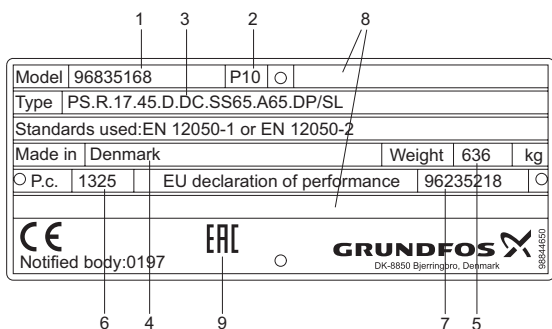 1 3 2 8
Model 96835168 P10
Type PS.R.17.45.D.DC.SS65.A65.DP/SL
Standards used:EN 12050-1 or EN 12050-2
Made in Denmark Weight 636 kg
P.c. 1325 EU declaration of performance 96235218
CE EAC GRUNDFOS
Notified body:0197 DK-8850 Bjerringbro, Denmark
98844650
6 4 9 7 5